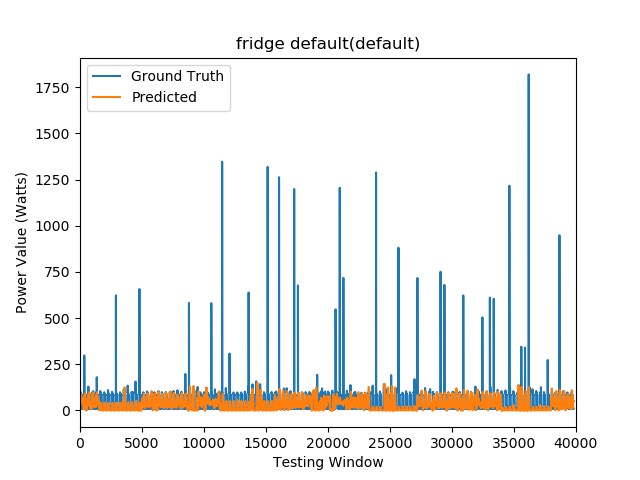 fridge default(default)
Ground Truth
Predicted
1750
1500
1250
1000
750
500
250
0
Power Value (Watts)
0 5000 10000 15000 20000 25000 30000 35000 40000
Testing Window